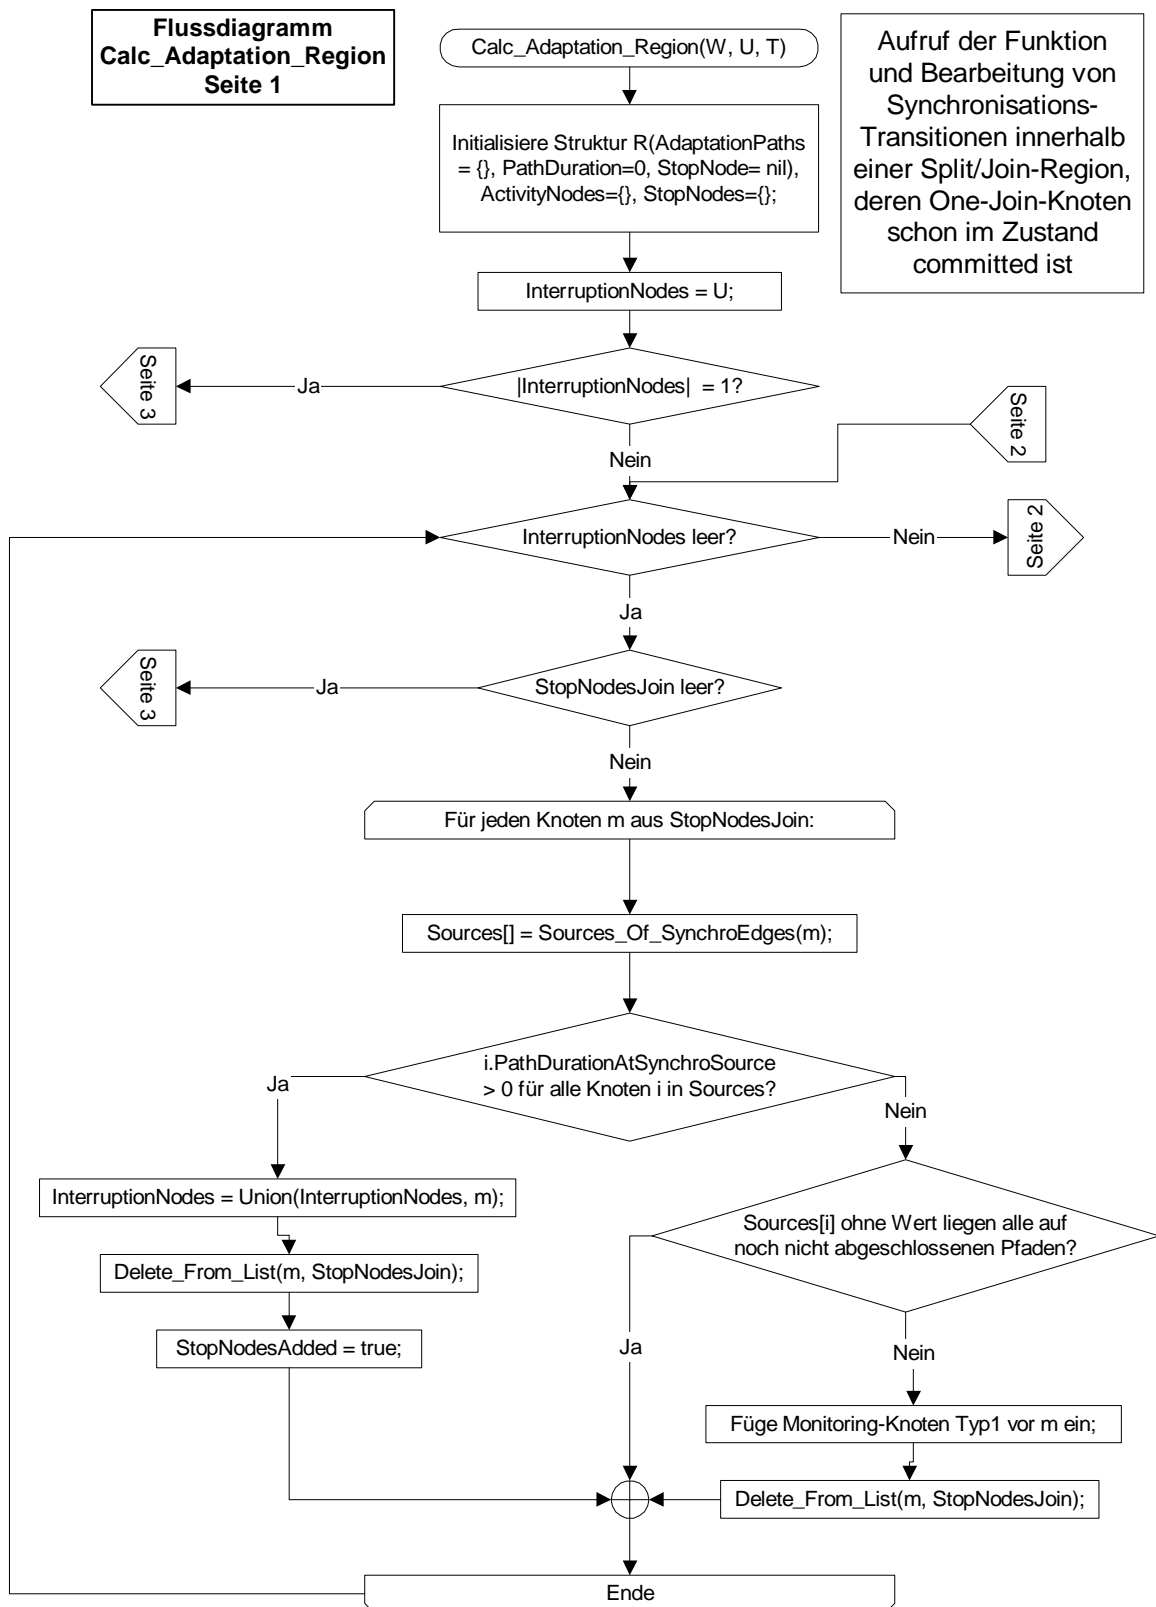 Flussdiagramm
Calc_Adaptation_Region
Seite 1
Calc_Adaptation_Region(W, U, T)
Aufruf der Funktion
und Bearbeitung von
Synchronisations-
Transitionen innerhalb
einer Split/Join-Region,
deren One-Join-Knoten
schon im Zustand
committed ist
Initialisiere Struktur R(AdaptationPaths
= {}, PathDuration=0, StopNode= nil),
ActivityNodes={}, StopNodes={};
InterruptionNodes = U;
|InterruptionNodes|  = 1?
Ja
Seite 3
Seite 2
Nein
InterruptionNodes leer?
Nein
Seite 2
Ja
StopNodesJoin leer?
Ja
Seite 3
Nein
Für jeden Knoten m aus StopNodesJoin:
Sources[] = Sources_Of_SynchroEdges(m);
i.PathDurationAtSynchroSource
> 0 für alle Knoten i in Sources?
Ja
Nein
InterruptionNodes = Union(InterruptionNodes, m);
Sources[i] ohne Wert liegen alle auf
noch nicht abgeschlossenen Pfaden?
Delete_From_List(m, StopNodesJoin);
StopNodesAdded = true;
Ja
Nein
Füge Monitoring-Knoten Typ1 vor m ein;
Delete_From_List(m, StopNodesJoin);
Ende